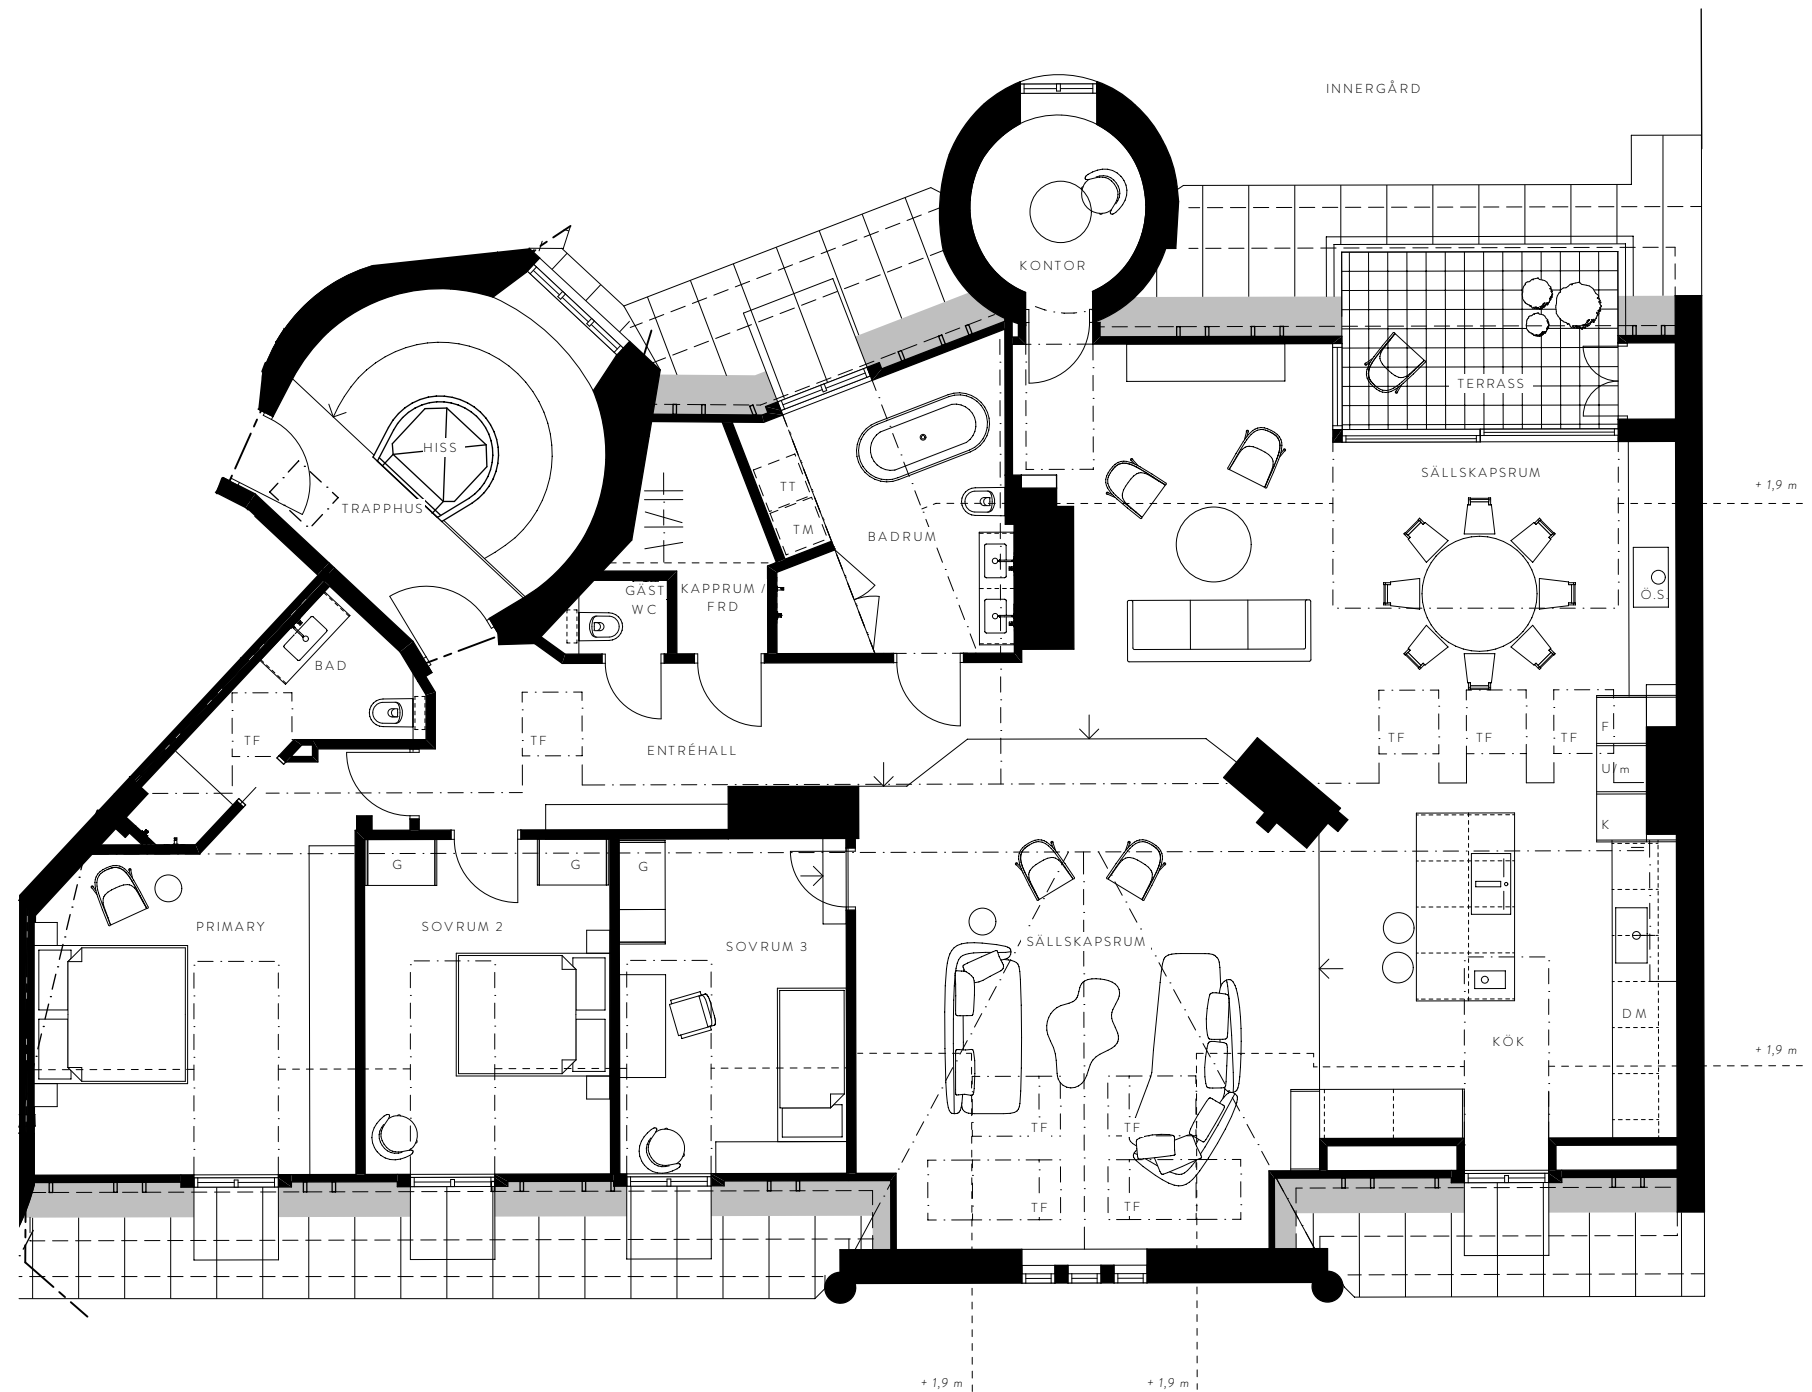 INNERGÅRD
KONTOR
TERRASS
HISS
TRAPPHUS
SÄLLSKAPSRUM
+ 1,9 m
TT
TM
BADRUM
GÄST
WC
KAPPRUM /
FRD
Ö.S.
BAD
TF
TF
ENTRÉHALL
TF
TF
TF
F
U/m
K
G
G
G
PRIMARY
SOVRUM 2
SOVRUM 3
SÄLLSKAPSRUM
DM
KÖK
+ 1,9 m
TF
TF
TF
TF
+ 1,9 m
+ 1,9 m